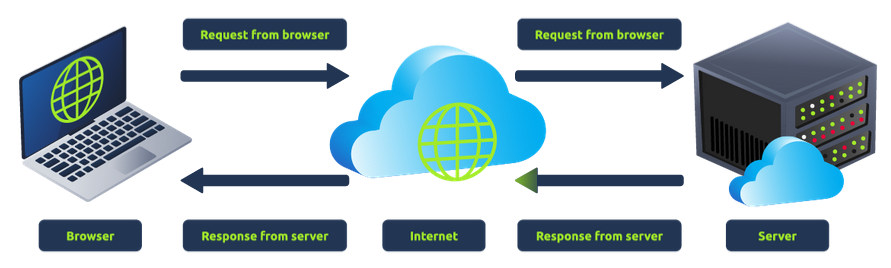 Request from browser
Request from browser
Browser
Response from server
Internet
Response from server
Server